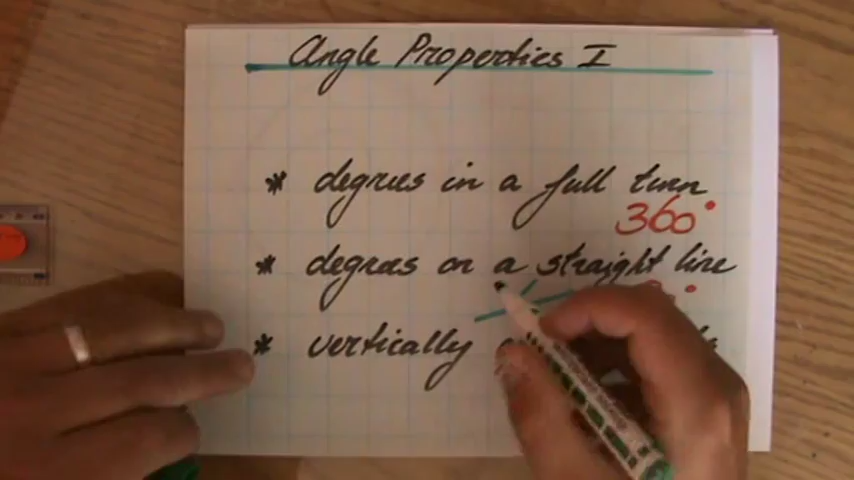 Angle Properties I
* degrees in a full turn
360°
* degrees on a straight line
* vertically